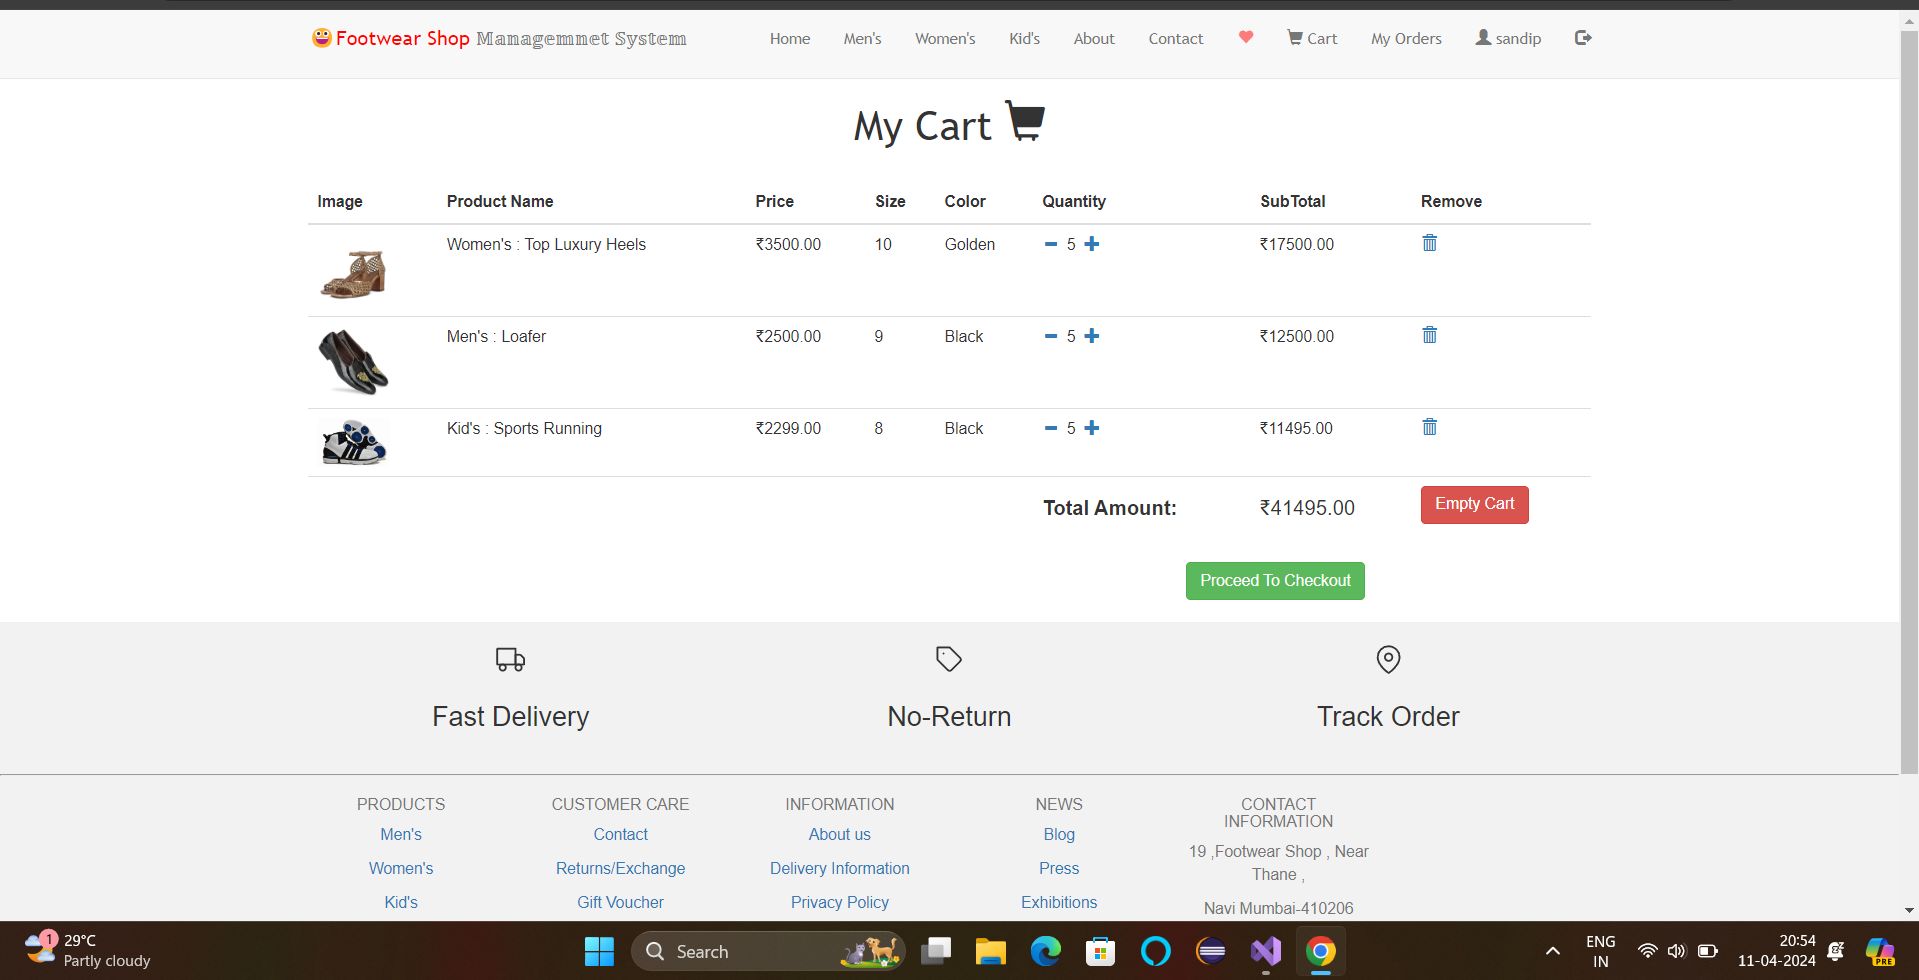 Footwear Shop Managemnet System
Home Men's Women's Kid's About Contact Cart My Orders sandip
My Cart
Image Product Name Price Size Color Quantity SubTotal Remove
Women's : Top Luxury Heels ₹3500.00 10 Golden 5 ₹17500.00
Men's : Loafer ₹2500.00 9 Black 5 ₹12500.00
Kid's : Sports Running ₹2299.00 8 Black 5 ₹11495.00
Total Amount: ₹41495.00 Empty Cart
Proceed To Checkout
Fast Delivery No-Return Track Order
PRODUCTS
Men's
Women's
Kid's
CUSTOMER CARE
Contact
Returns/Exchange
Gift Voucher
INFORMATION
About us
Delivery Information
Privacy Policy
NEWS
Blog
Press
Exhibitions
CONTACT
INFORMATION
19 ,Footwear Shop , Near
Thane ,
Navi Mumbai-410206
1
29°C
Partly cloudy
Search
ENG
IN
20:54
11-04-2024
PRE